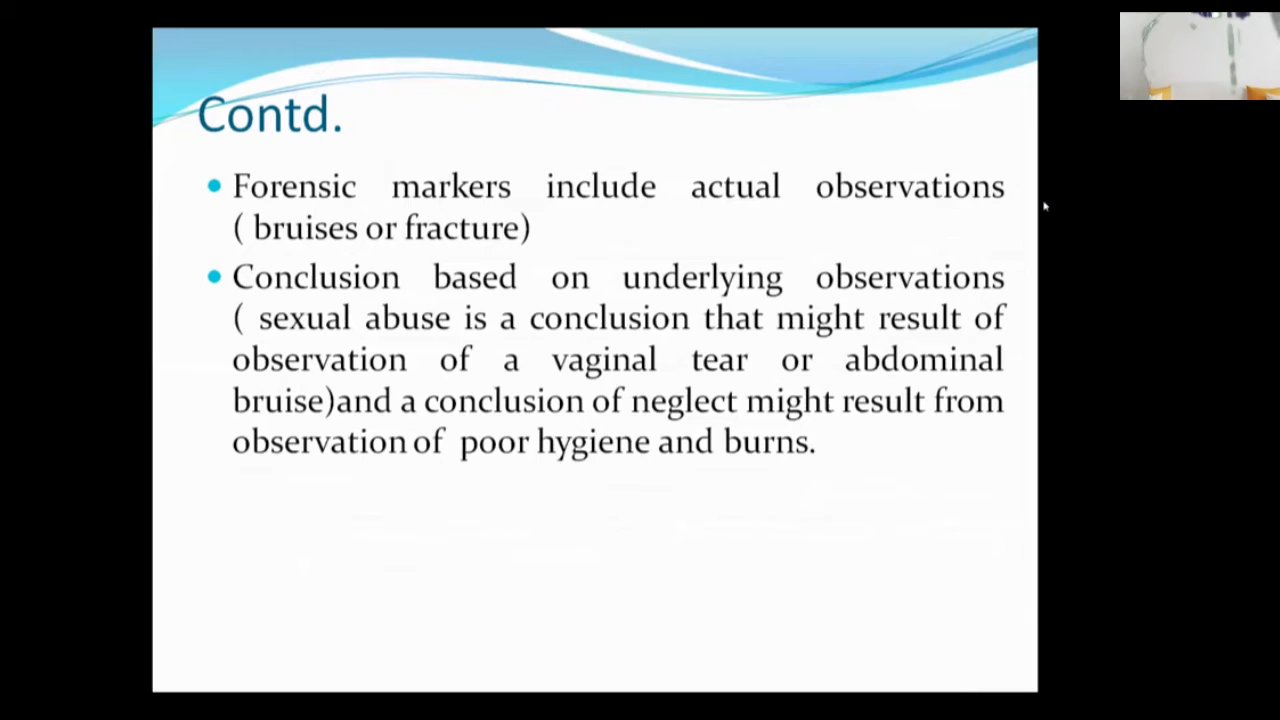 Contd.
Forensic markers include actual observations
( bruises or fracture)
Conclusion based on underlying observations
( sexual abuse is a conclusion that might result of
observation of a vaginal tear or abdominal
bruise)and a conclusion of neglect might result from
observation of poor hygiene and burns.